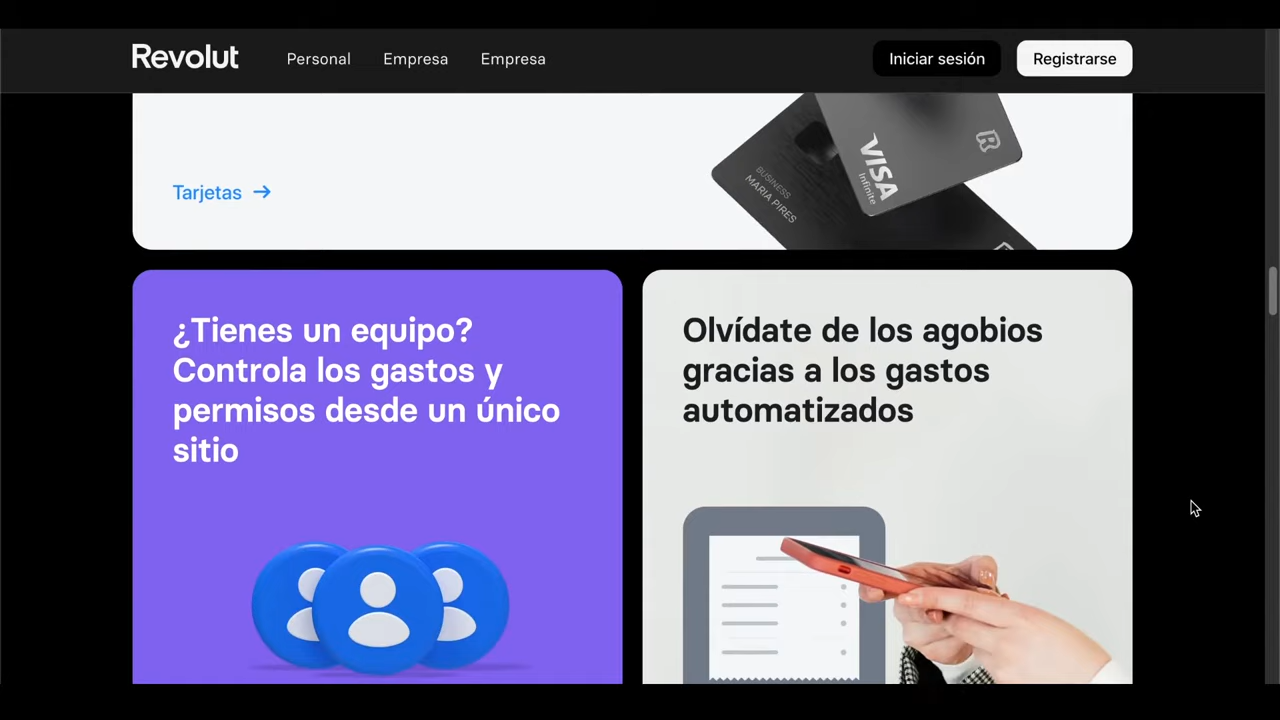 Revolut
Personal
Empresa
Empresa
Iniciar sesión
Registrarse
Tarjetas →
BUSINESS
MARIA PIRES
VISA
Infinite
R
¿Tienes un equipo?
Controla los gastos y
permisos desde un único
sitio
Olvídate de los agobios
gracias a los gastos
automatizados